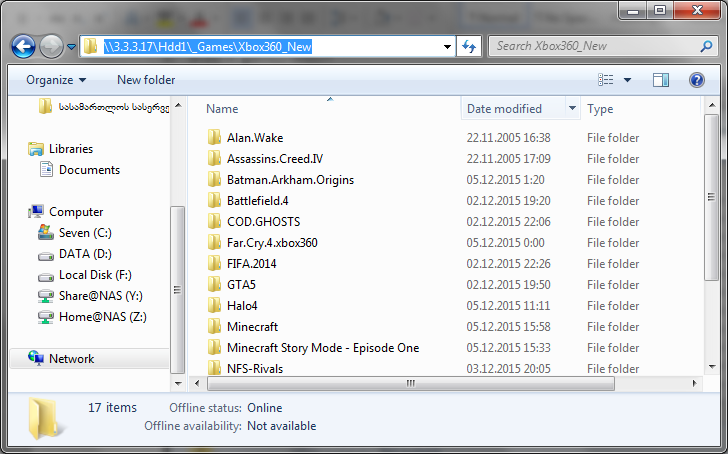 \\3.3.3.17\Hdd1\_Games\Xbox360_New
Search Xbox360_New
Organize
New folder
სასამართლოს სასერვე
Libraries
Documents
Computer
Seven (C:)
DATA (D:)
Local Disk (F:)
Share@NAS (Y:)
Home@NAS (Z:)
Network
Name Date modified Type
Alan.Wake 22.11.2005 16:38 File folder
Assassins.Creed.IV 22.11.2005 17:09 File folder
Batman.Arkham.Origins 05.12.2015 1:20 File folder
Battlefield.4 02.12.2015 19:20 File folder
COD.GHOSTS 02.12.2015 22:06 File folder
Far.Cry.4.xbox360 05.12.2015 0:00 File folder
FIFA.2014 02.12.2015 22:26 File folder
GTA5 02.12.2015 19:50 File folder
Halo4 05.12.2015 11:11 File folder
Minecraft 05.12.2015 15:58 File folder
Minecraft Story Mode - Episode One 05.12.2015 15:33 File folder
NFS-Rivals 03.12.2015 20:05 File folder
17 items Offline status: Online
Offline availability: Not available